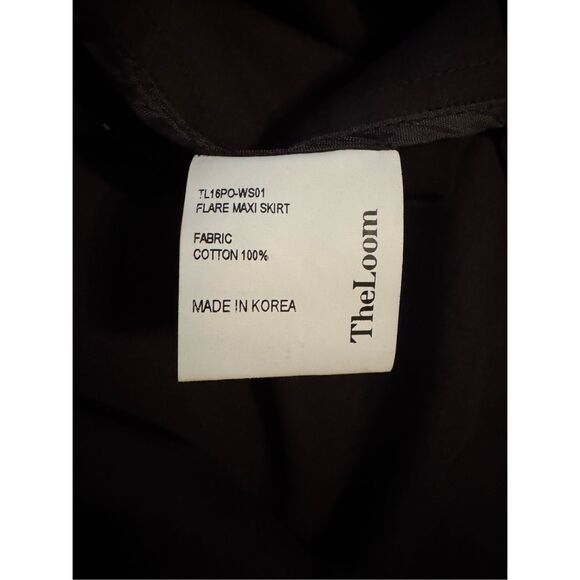 TL16PO-WS01
FLARE MAXI SKIRT
FABRIC
COTTON 100%
MADE IN KOREA
TheLoom